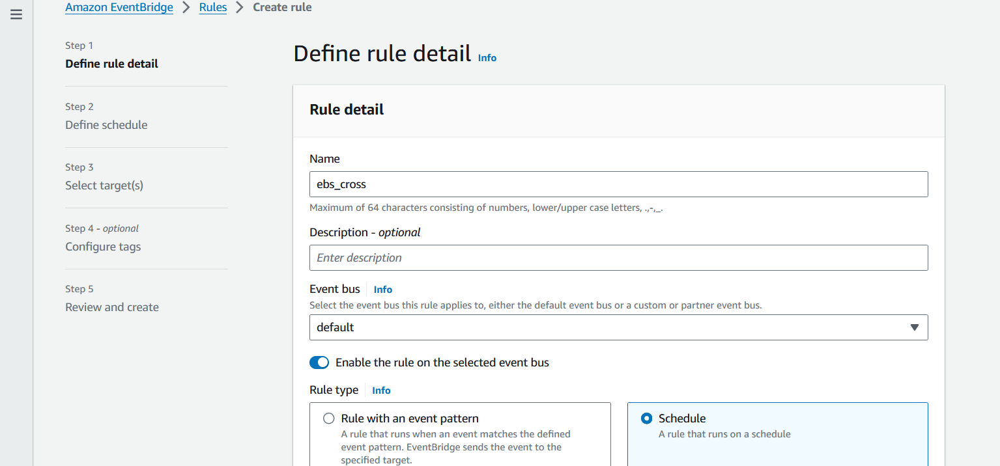 Amazon EventBridge > Rules > Create rule
Step 1
Define rule detail
Step 2
Define schedule
Step 3
Select target(s)
Step 4 - optional
Configure tags
Step 5
Review and create
Define rule detail Info
Rule detail
Name
ebs_cross
Maximum of 64 characters consisting of numbers, lower/upper case letters, .,-,_.
Description - optional
Enter description
Event bus Info
Select the event bus this rule applies to, either the default event bus or a custom or partner event bus.
default
Enable the rule on the selected event bus
Rule type Info
Rule with an event pattern
A rule that runs when an event matches the defined
event pattern. EventBridge sends the event to the
specified target.
Schedule
A rule that runs on a schedule